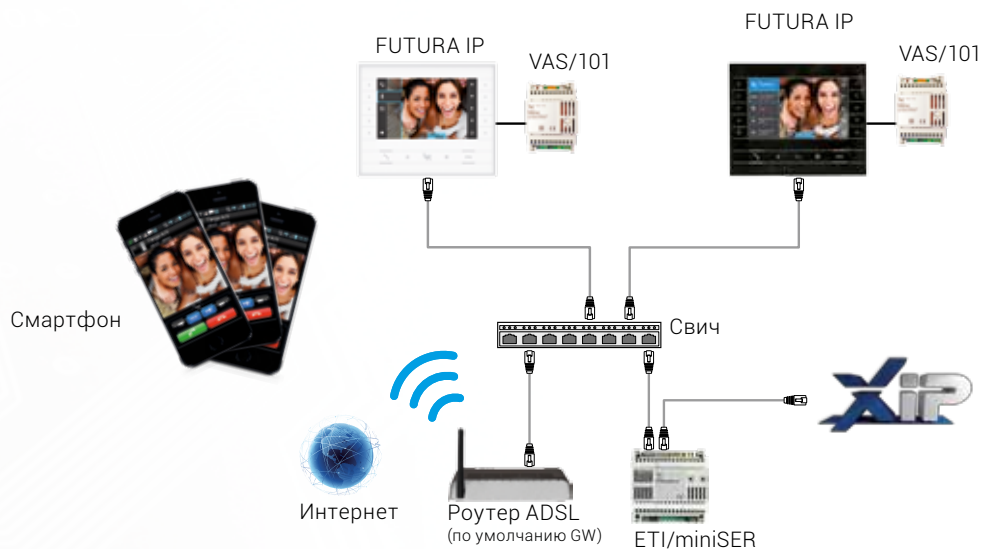 FUTURA IP
VAS/101
FUTURA IP
VAS/101
Смартфон
Свич
XiP
Интернет
Роутер ADSL
(по умолчанию GW)
ETI/miniSER